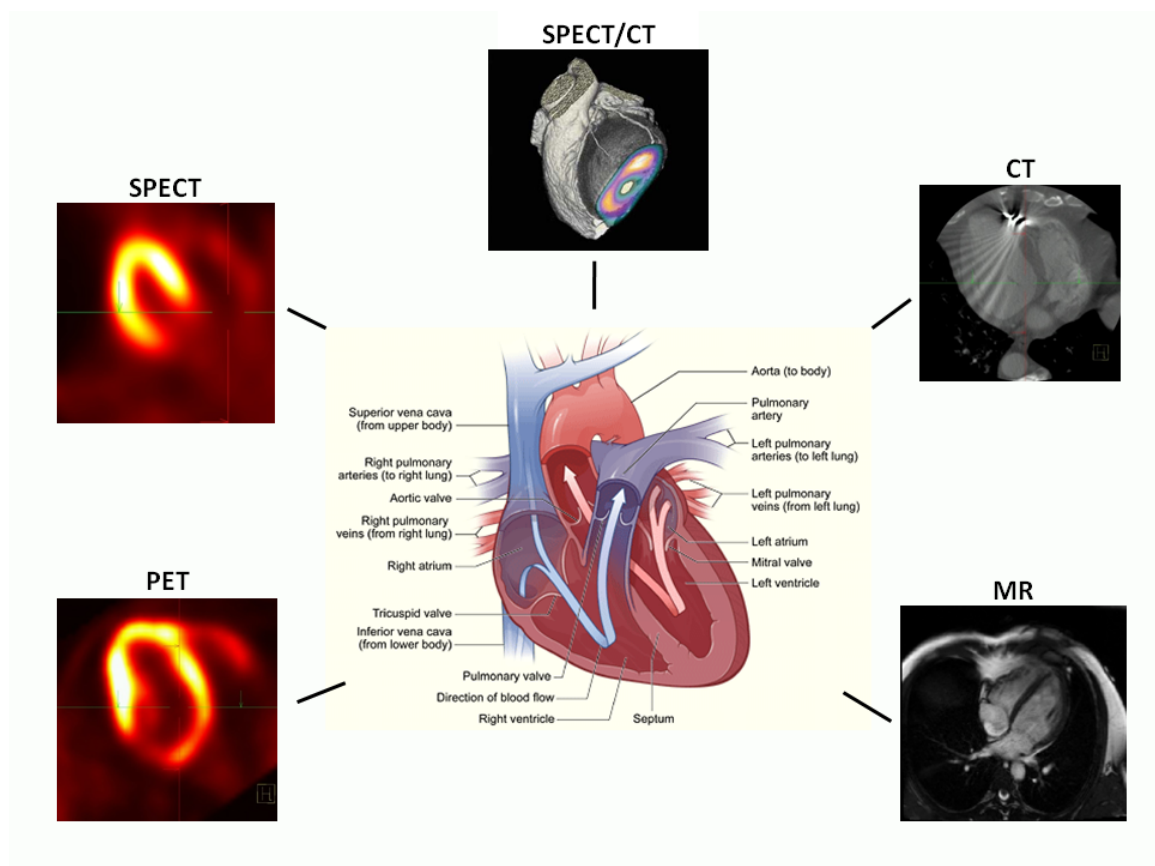 SPECT/CT
SPECT
CT
Aorta (to body)
Pulmonary
artery
Superior vena cava
(from upper body)
Left pulmonary
arteries (to left lung)
Right pulmonary
arteries (to right lung)
Aortic valve
Left pulmonary
veins (from left lung)
Right pulmonary
veins (from right lung)
Left atrium
Mitral valve
Right atrium
Left ventricle
PET
MR
Tricuspid valve
Inferior vena cava
(from lower body)
Pulmonary valve
Direction of blood flow
Right ventricle
Septum
H
H